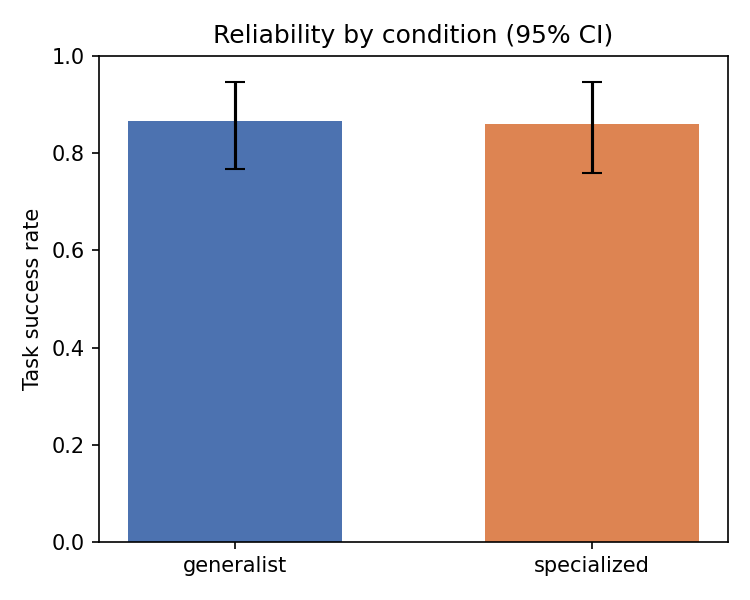 Reliability by condition (95% CI)
1.0
0.8
0.6
0.4
0.2
0.0
Task success rate
generalist
specialized